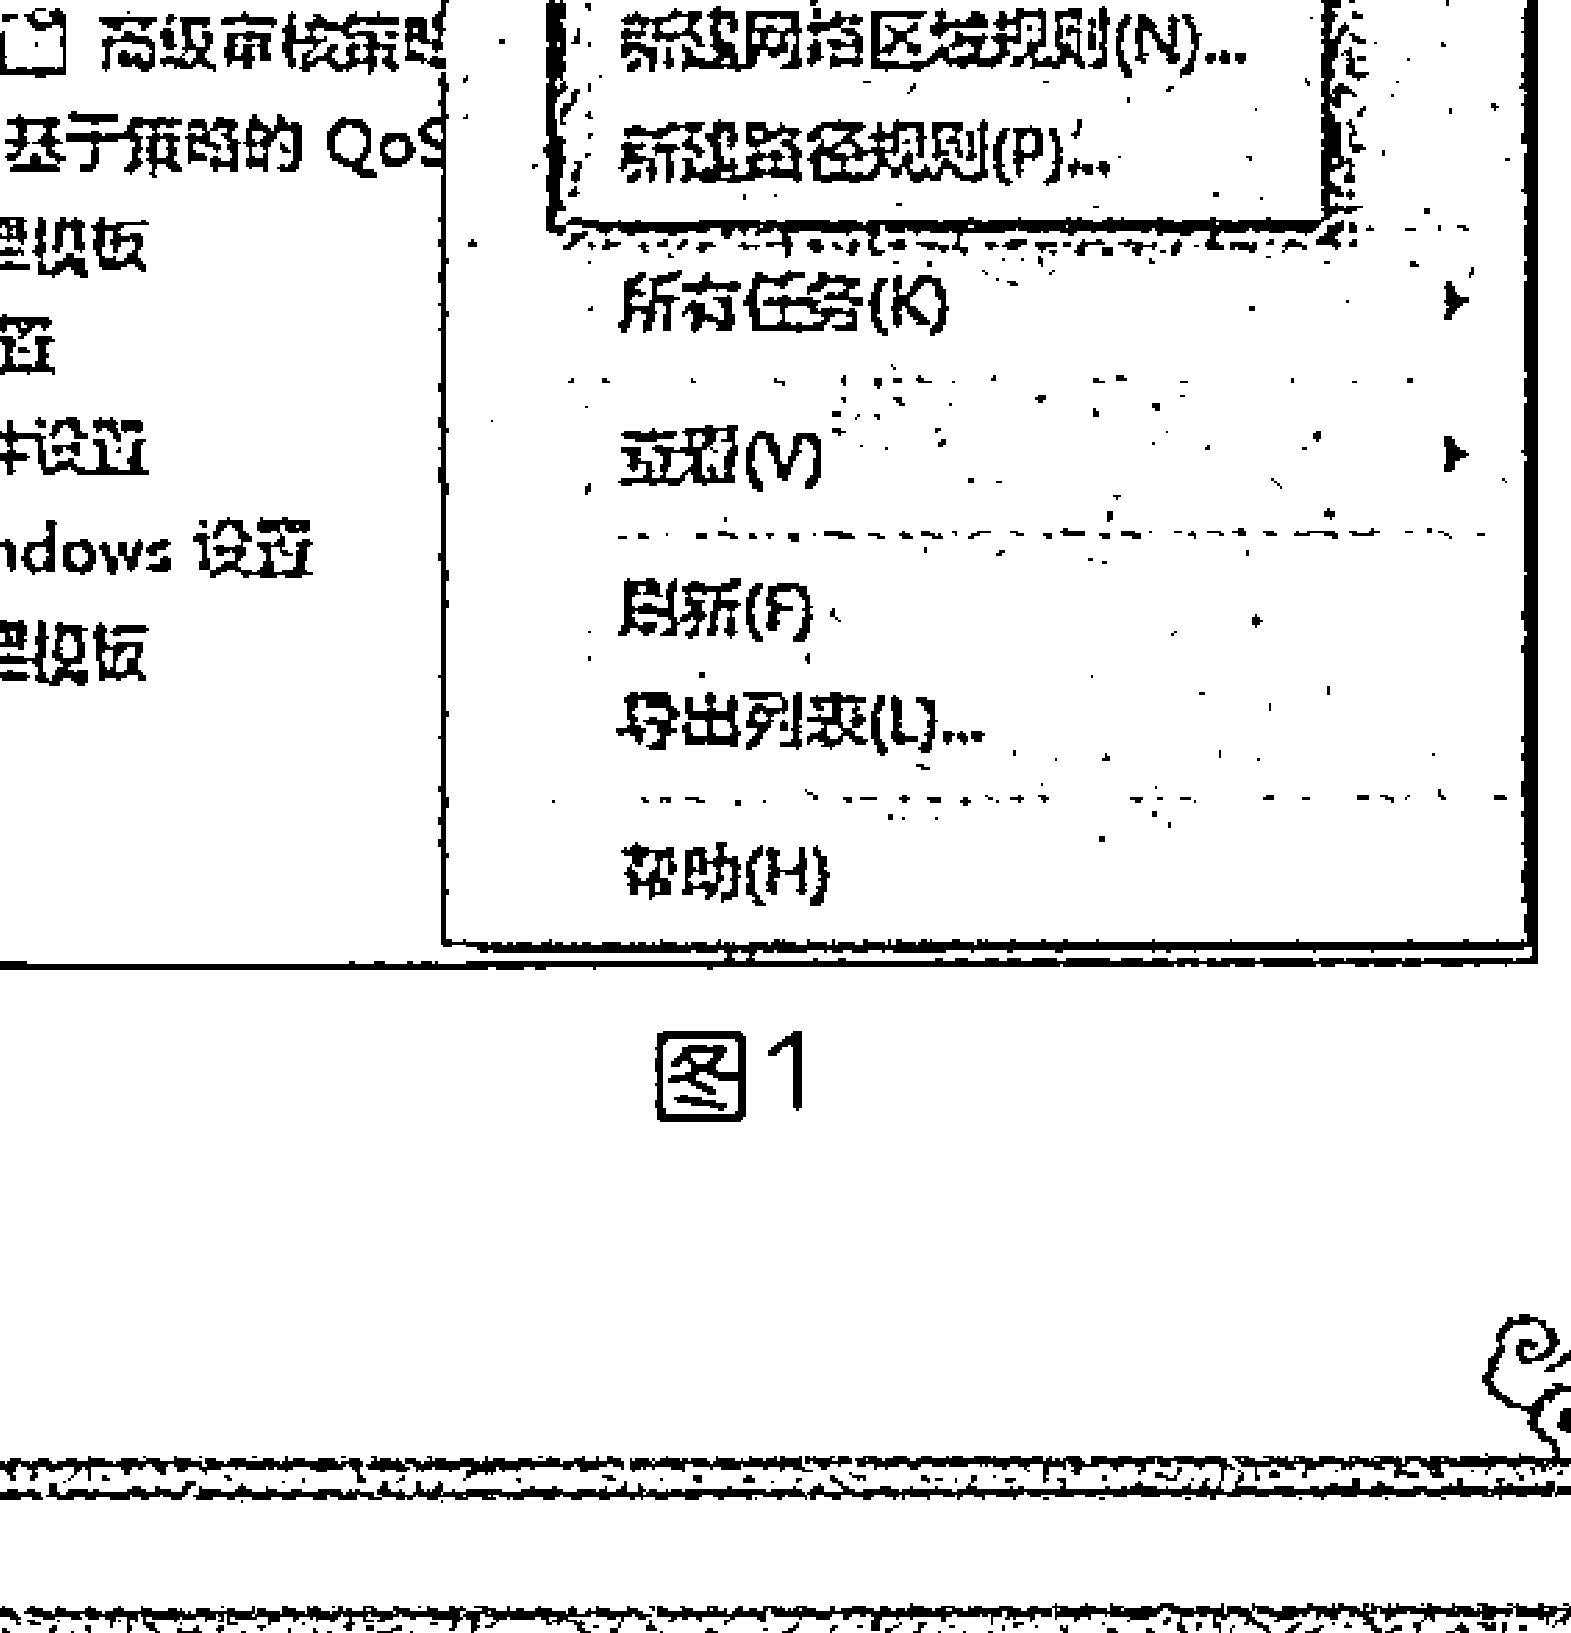 高级审核策略
基于策略的 QoS
理模板
置
件设置
ndows 设置
理模板
新建网络区域规则(N)...
新建路径规则(P)...
所有任务(K)
查看(V)
刷新(F)
导出列表(L)...
帮助(H)
图1